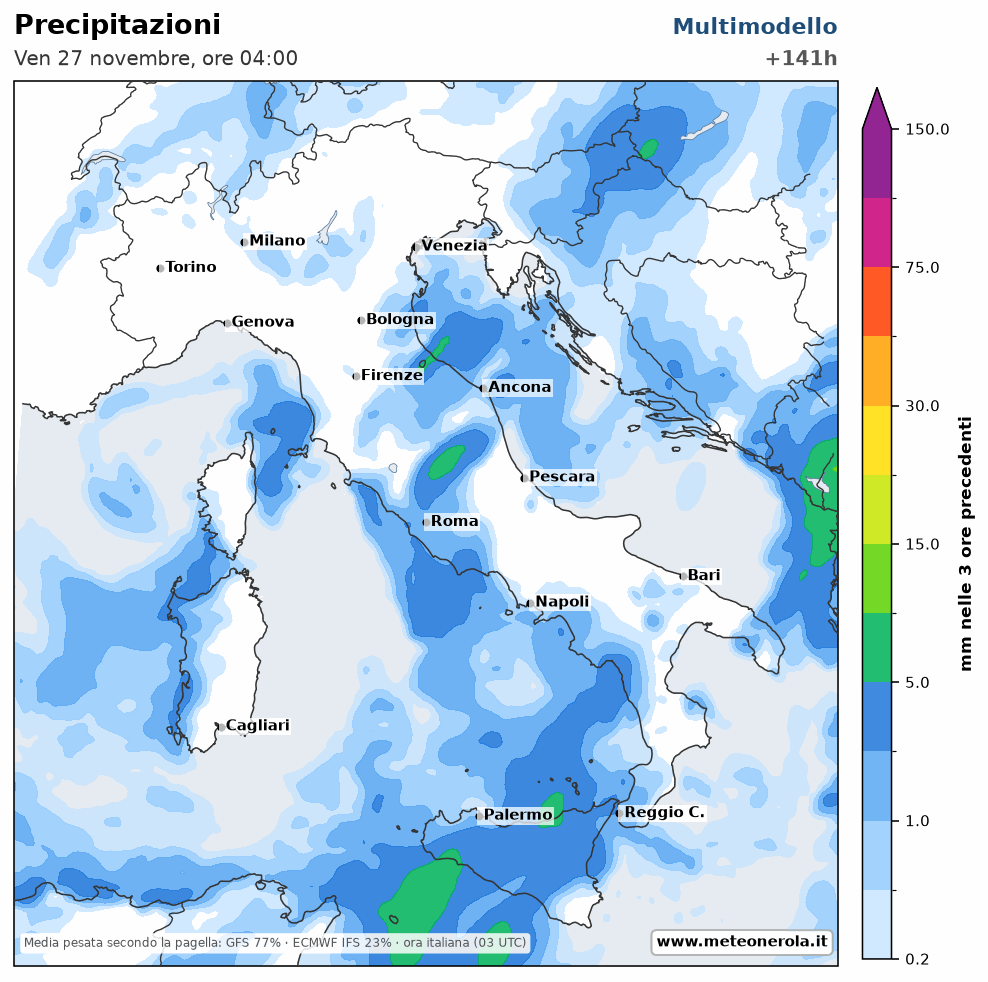 Precipitazioni
Multimodello
Ven 27 novembre, ore 04:00
+141h
Milano
Venezia
Torino
Bologna
Genova
Firenze
Ancona
Pescara
Roma
Bari
Napoli
Cagliari
Palermo
Reggio C.
150.0
75.0
30.0
15.0
5.0
1.0
0.2
mm nelle 3 ore precedenti
Media pesata secondo la pagella: GFS 77% · ECMWF IFS 23% · ora italiana (03 UTC)
www.meteonerola.it